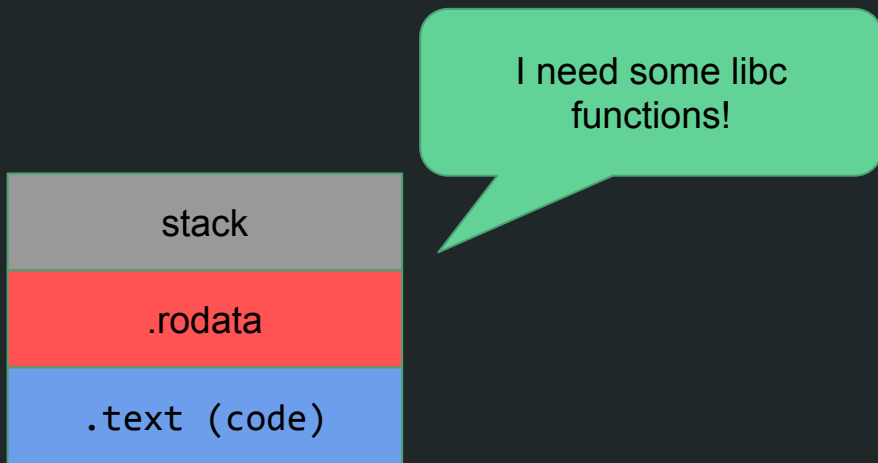 I need some libc
functions!
stack
.rodata
.text (code)